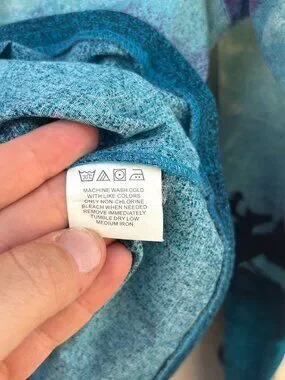 MACHINE WASH COLD
WITH LIKE COLORS
ONLY NON-CHLORINE
BLEACH WHEN NEEDED
REMOVE IMMEDIATELY
TUMBLE DRY LOW
MEDIUM IRON